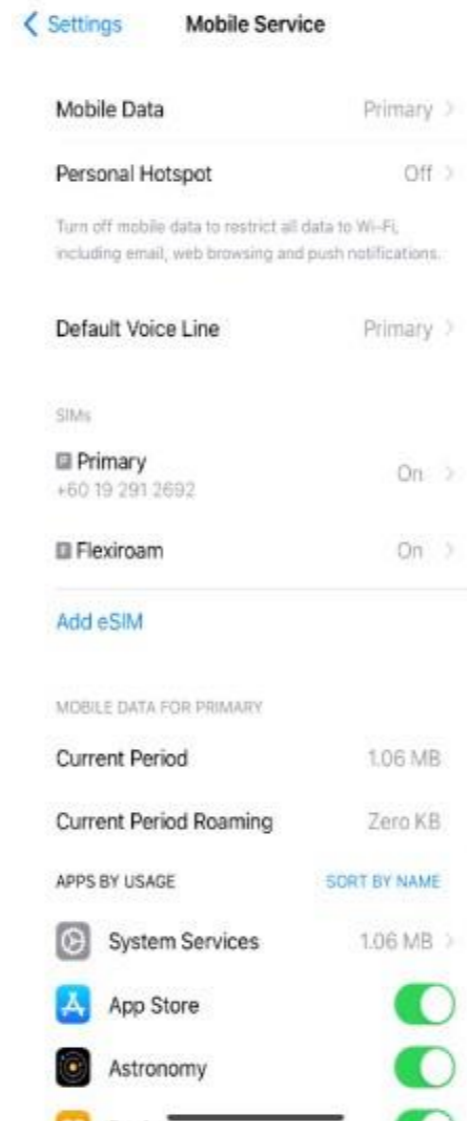 Settings Mobile Service
Mobile Data Primary
Personal Hotspot Off
Turn off mobile data to restrict all data to Wi-Fi,
including email, web browsing and push notifications.
Default Voice Line Primary
SIMs
P Primary On
+60 19 291 2692
F Flexiroam On
Add eSIM
MOBILE DATA FOR PRIMARY
Current Period 1.06 MB
Current Period Roaming Zero KB
APPS BY USAGE SORT BY NAME
System Services 1.06 MB
App Store
Astronomy